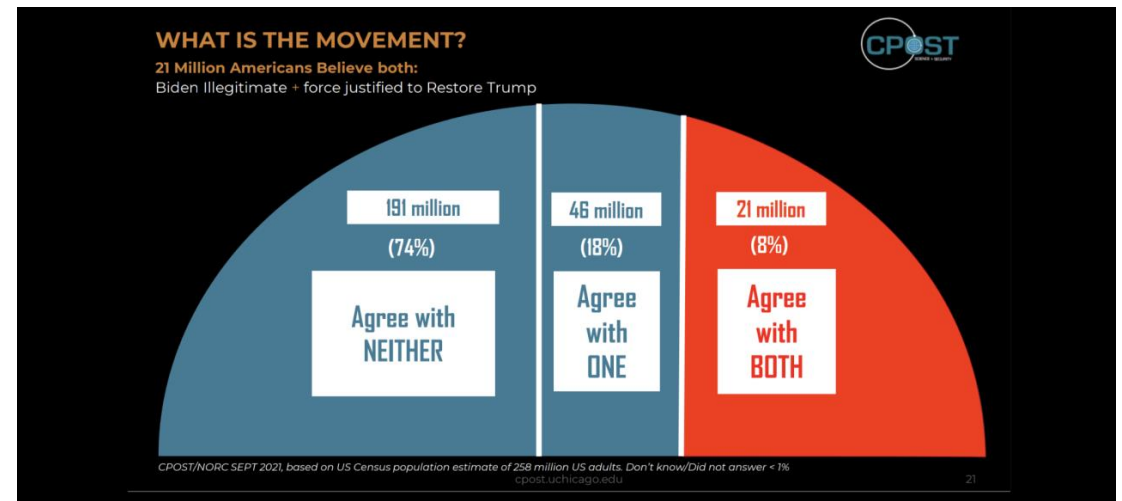 WHAT IS THE MOVEMENT?
21 Million Americans Believe both:
Biden Illegitimate + force justified to Restore Trump
CPOST
SCIENCE + SECURITY
191 million
(74%)
Agree with
NEITHER
46 million
(18%)
Agree
with
ONE
21 million
(8%)
Agree
with
BOTH
CPOST/NORC SEPT 2021, based on US Census population estimate of 258 million US adults. Don't know/Did not answer < 1%
cpost.uchicago.edu
21